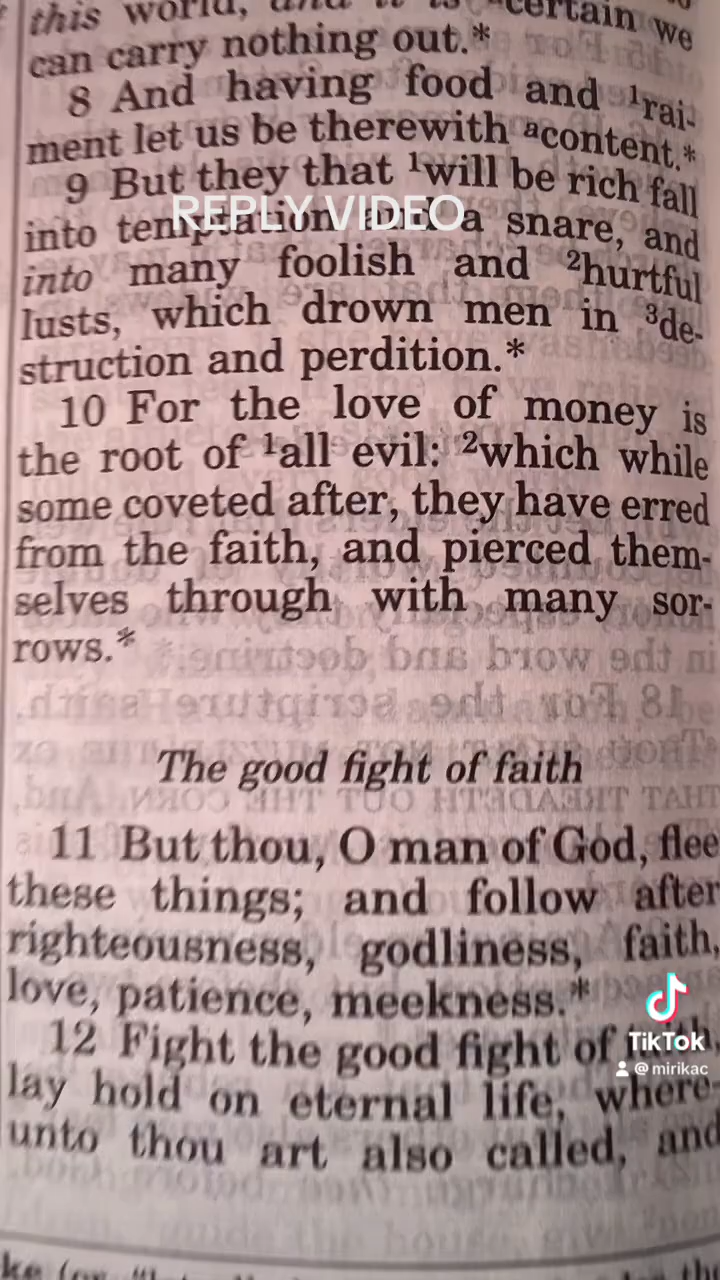 this world, and it is ᵃcertain we
can carry nothing out.*
8 And having food and ¹rai-
ment let us be therewith ᵃcontent.*
9 But they that ¹will be rich fall
into temptation and a snare, and
REPLY VIDEO
into many foolish and ²hurtful
lusts, which drown men in ³de-
struction and perdition.*
10 For the love of money is
the root of ¹all evil: ²which while
some coveted after, they have erred
from the faith, and pierced them-
selves through with many sor-
rows.*
The good fight of faith
11 But thou, O man of God, flee
these things; and follow after
righteousness, godliness, faith,
love, patience, meekness.*
12 Fight the good fight of faith,
TikTok
@mirikac
lay hold on eternal life, where-
unto thou art also called, and